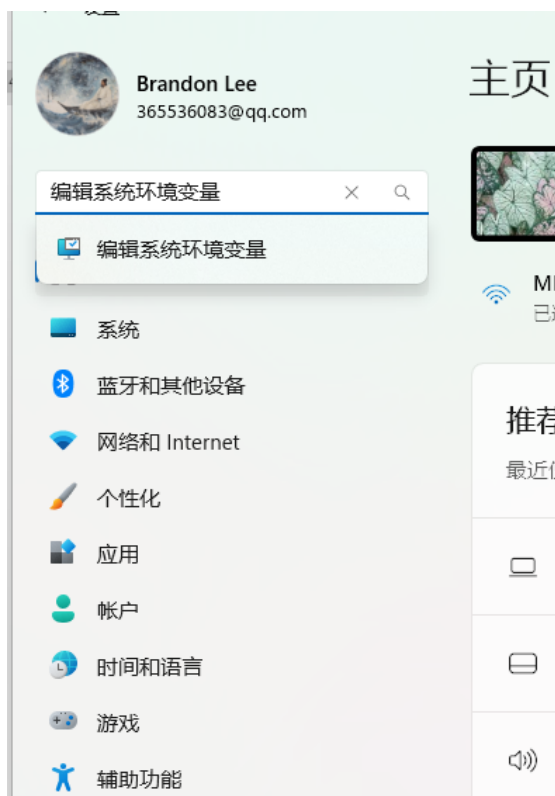 主页
Brandon Lee
365536083@qq.com
编辑系统环境变量
编辑系统环境变量
系统
蓝牙和其他设备
网络和 Internet
个性化
应用
帐户
时间和语言
游戏
辅助功能
推荐
最近